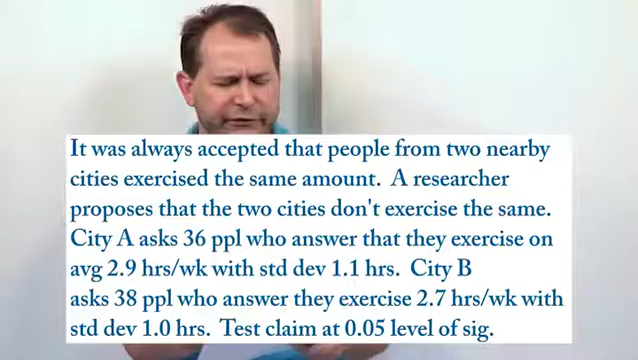 It was always accepted that people from two nearby
cities exercised the same amount.  A researcher
proposes that the two cities don't exercise the same.
City A asks 36 ppl who answer that they exercise on
avg 2.9 hrs/wk with std dev 1.1 hrs.  City B
asks 38 ppl who answer they exercise 2.7 hrs/wk with
std dev 1.0 hrs.  Test claim at 0.05 level of sig.